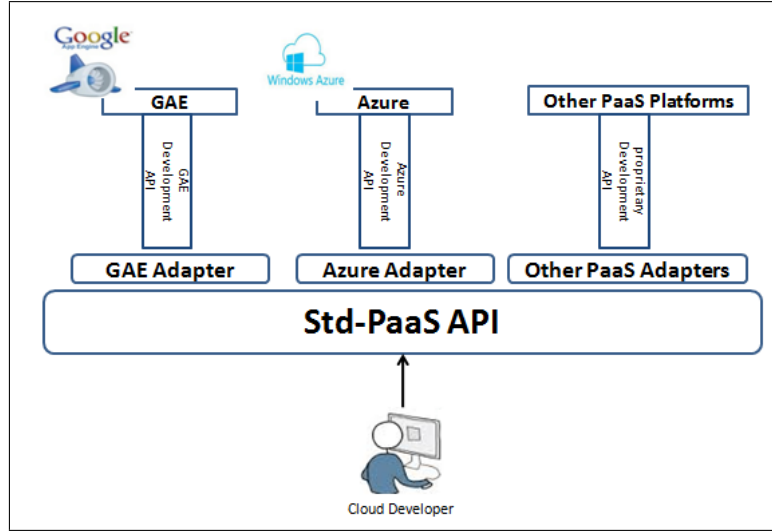 Google
App Engine
Windows Azure
GAE
Azure
Other PaaS Platforms
GAE
Development
API
Azure
Development
API
proprietary
Development
API
GAE Adapter
Azure Adapter
Other PaaS Adapters
Std-PaaS API
Cloud Developer